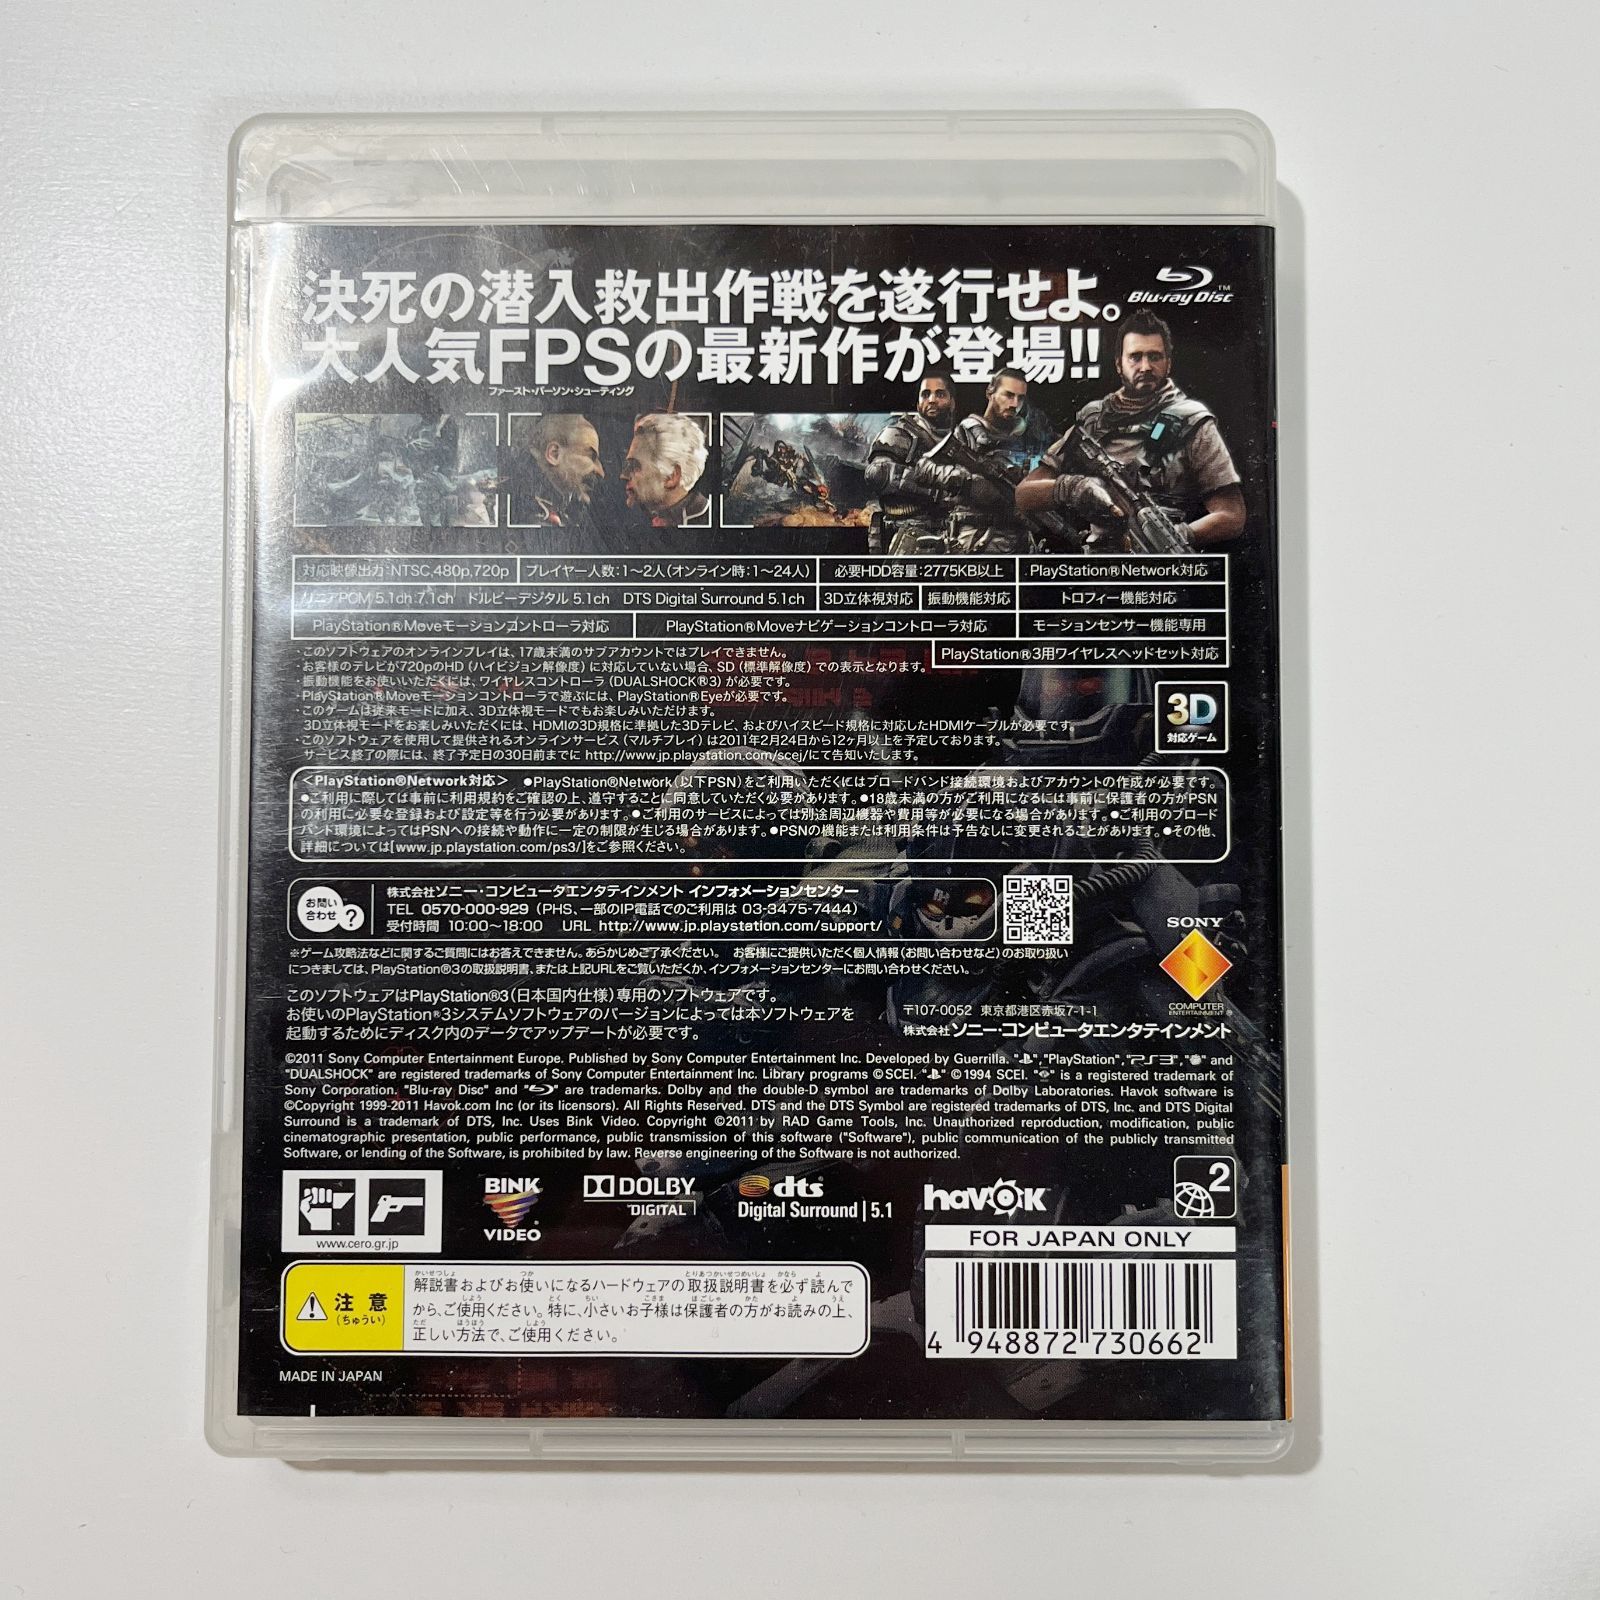 決死の潜入救出作戦を遂行せよ。
大人気FPSの最新作が登場!!
ファースト・パーソン・シューティング
Blu-ray Disc™
対応映像出力:NTSC,480p,720p プレイヤー人数:1〜2人(オンライン時:1〜24人) 必要HDD容量:2775KB以上 PlayStation®Network対応
リニアPCM 5.1ch 7.1ch ドルビーデジタル 5.1ch DTS Digital Surround 5.1ch 3D立体視対応 振動機能対応 トロフィー機能対応
PlayStation®Moveモーションコントローラ対応 PlayStation®Moveナビゲーションコントローラ対応 モーションセンサー機能専用
PlayStation®3用ワイヤレスヘッドセット対応
・このソフトウェアのオンラインプレイは、17歳未満のサブアカウントではプレイできません。
・お客様のテレビが720pのHD(ハイビジョン解像度)に対応していない場合、SD(標準解像度)での表示となります。
・振動機能をお使いいただくには、ワイヤレスコントローラ(DUALSHOCK®3)が必要です。
・PlayStation®Moveモーションコントローラで遊ぶには、PlayStation®Eyeが必要です。
・このゲームは従来モードに加え、3D立体視モードでもお楽しみいただけます。
3D立体視モードをお楽しみいただくには、HDMIの3D規格に準拠した3Dテレビ、およびハイスピード規格に対応したHDMIケーブルが必要です。
・このソフトウェアを使用して提供されるオンラインサービス(マルチプレイ)は2011年2月24日から12ヶ月以上を予定しております。
サービス終了の際には、終了予定日の30日前までに http://www.jp.playstation.com/scej/にて告知いたします。
3D
対応ゲーム
<PlayStation®Network対応> ●PlayStation®Network(以下PSN)をご利用いただくにはブロードバンド接続環境およびアカウントの作成が必要です。
●ご利用に際しては事前に利用規約をご確認の上、遵守することに同意していただく必要があります。●18歳未満の方がご利用になるには事前に保護者の方がPSN
の利用に必要な登録および設定等を行う必要があります。●ご利用のサービスによっては別途周辺機器や費用等が必要になる場合があります。●ご利用のブロード
バンド環境によってはPSNへの接続や動作に一定の制限が生じる場合があります。●PSNの機能または利用条件は予告なしに変更されることがあります。●その他、
詳細については[www.jp.playstation.com/ps3/]をご参照ください。
お問い
合わせ ?
株式会社ソニー・コンピュータエンタテインメント インフォメーションセンター
TEL 0570-000-929 (PHS、一部のIP電話でのご利用は 03-3475-7444)
受付時間 10:00〜18:00 URL http://www.jp.playstation.com/support/
※ゲーム攻略法などに関するご質問にはお答えできません。あらかじめご了承ください。 お客様にご提供いただく個人情報(お問い合わせなど)のお取り扱い
につきましては、PlayStation®3の取扱説明書、または上記URLをご覧いただくか、インフォメーションセンターにお問い合わせください。
このソフトウェアはPlayStation®3(日本国内仕様)専用のソフトウェアです。
お使いのPlayStation®3システムソフトウェアのバージョンによっては本ソフトウェアを
起動するためにディスク内のデータでアップデートが必要です。
SONY
COMPUTER
ENTERTAINMENT®
〒107-0052 東京都港区赤坂7-1-1
株式会社ソニー・コンピュータエンタテインメント
©2011 Sony Computer Entertainment Europe. Published by Sony Computer Entertainment Inc. Developed by Guerrilla. "", "PlayStation", "PS3", "" and
"DUALSHOCK" are registered trademarks of Sony Computer Entertainment Inc. Library programs ©SCEI. "" ©1994 SCEI. "" is a registered trademark of
Sony Corporation. "Blu-ray Disc" and "" are trademarks. Dolby and the double-D symbol are trademarks of Dolby Laboratories. Havok software is
©Copyright 1999-2011 Havok.com Inc (or its licensors). All Rights Reserved. DTS and the DTS Symbol are registered trademarks of DTS, Inc. and DTS Digital
Surround is a trademark of DTS, Inc. Uses Bink Video. Copyright ©2011 by RAD Game Tools, Inc. Unauthorized reproduction, modification, public
cinematographic presentation, public performance, public transmission of this software ("Software"), public communication of the publicly transmitted
Software, or lending of the Software, is prohibited by law. Reverse engineering of the Software is not authorized.
www.cero.gr.jp
BINK
VIDEO
DOLBY
DIGITAL
dts
Digital Surround | 5.1
havok
2
FOR JAPAN ONLY
注意
(ちゅうい)
かいせつしょ つか とりあつかいせつめいしょ かなら よ
解説書およびお使いになるハードウェアの取扱説明書を必ず読んで
しよう とく ちい こさま ほごしゃ かた よ うえ
から、ご使用ください。特に、小さいお子様は保護者の方がお読みの上、
ただ ほうほう しよう
正しい方法で、ご使用ください。
4 948872 730662
MADE IN JAPAN